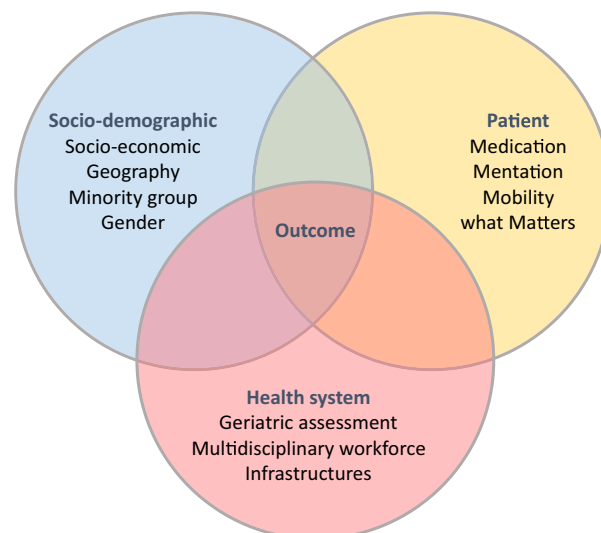 Socio-demographic
Socio-economic
Geography
Minority group
Gender
Patient
Medication
Mentation
Mobility
what Matters
Outcome
Health system
Geriatric assessment
Multidisciplinary workforce
Infrastructures